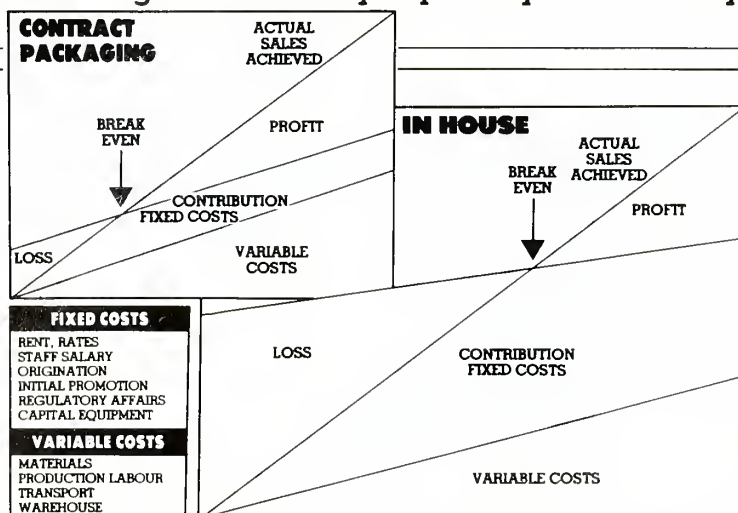 CONTRACT
PACKAGING
ACTUAL
SALES
ACHIEVED
BREAK
EVEN
PROFIT
CONTRIBUTION
FIXED COSTS
LOSS
VARIABLE
COSTS
IN HOUSE
ACTUAL
SALES
ACHIEVED
BREAK
EVEN
PROFIT
LOSS
CONTRIBUTION
FIXED COSTS
VARIABLE COSTS
FIXED COSTS
RENT, RATES
STAFF SALARY
ORIGINATION
INITIAL PROMOTION
REGULATORY AFFAIRS
CAPITAL EQUIPMENT
VARIABLE COSTS
MATERIALS
PRODUCTION LABOUR
TRANSPORT
WAREHOUSE